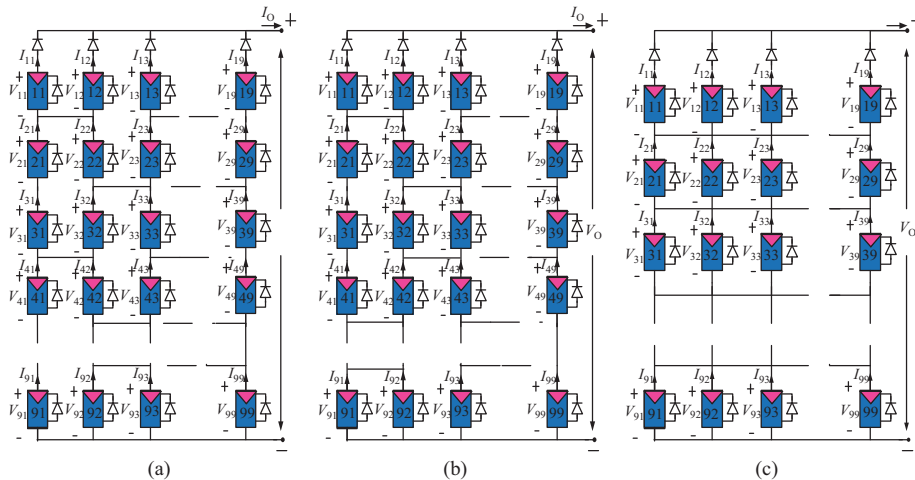 I_O +
I_11 I_12 I_13 I_19
+ + + +
V_11 11 V_12 12 V_13 13 V_19 19
- - - -
I_21 I_22 I_23 I_29
+ + + +
V_21 21 V_22 22 V_23 23 V_29 29
- - - -
I_31 I_32 I_33 I_39
+ + + +
V_31 31 V_32 32 V_33 33 V_39 39
V_O
- - - -
I_41 I_42 I_43 I_49
+ + + +
V_41 41 V_42 42 V_43 43 V_49 49
- - - -
I_91 I_92 I_93 I_99
+ + + +
V_91 91 V_92 92 V_93 93 V_99 99
- - - -
−
(a)
I_O +
I_11 I_12 I_13 I_19
+ + + +
V_11 11 V_12 12 V_13 13 V_19 19
- - - -
I_21 I_22 I_23 I_29
+ + + +
V_21 21 V_22 22 V_23 23 V_29 29
- - - -
I_31 I_32 I_33 I_39
+ + + +
V_31 31 V_32 32 V_33 33 V_39 39
V_O
- - - -
I_41 I_42 I_43 I_49
+ + + +
V_41 41 V_42 42 V_43 43 V_49 49
- - - -
I_91 I_92 I_93 I_99
+ + + +
V_91 91 V_92 92 V_93 93 V_99 99
- - - -
−
(b)
I_O
I_11 I_12 I_13 I_19
+ + + +
V_11 11 V_12 12 V_13 13 V_19 19
- - - -
I_21 I_22 I_23 I_29
+ + + +
V_21 21 V_22 22 V_23 23 V_29 29
- - - -
I_31 I_32 I_33 I_39
+ + + +
V_31 31 V_32 32 V_33 33 V_39 39
V_O
- - - -
I_91 I_92 I_93 I_99
+ + + +
V_91 91 V_92 92 V_93 93 V_99 99
- - - -
−
(c)